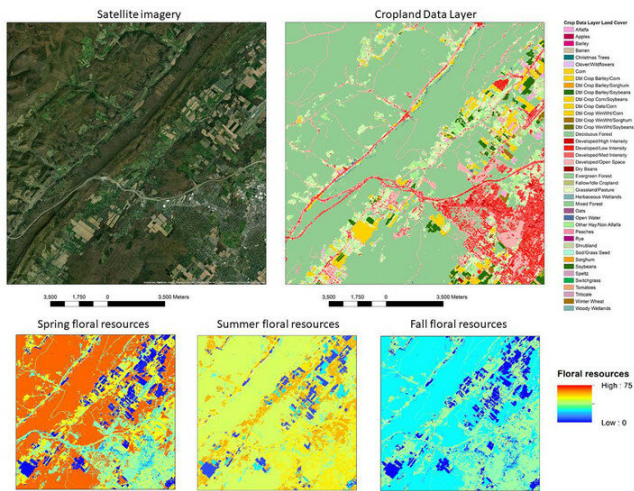 Satellite imagery
Cropland Data Layer
Crop Data Layer Land Cover
Alfalfa
Apples
Barley
Barren
Christmas Trees
Clover/Wildflowers
Corn
Dbl Crop Barley/Corn
Dbl Crop Barley/Sorghum
Dbl Crop Barley/Soybeans
Dbl Crop Corn/Soybeans
Dbl Crop Oats/Corn
Dbl Crop WinWht/Corn
Dbl Crop WinWht/Sorghum
Dbl Crop WinWht/Soybeans
Deciduous Forest
Developed/High Intensity
Developed/Low Intensity
Developed/Med Intensity
Developed/Open Space
Dry Beans
Evergreen Forest
Fallow/Idle Cropland
Grassland/Pasture
Herbaceous Wetlands
Mixed Forest
Oats
Open Water
Other Hay/Non Alfalfa
Peaches
Rye
Shrubland
Sod/Grass Seed
Sorghum
Soybeans
Speltz
Switchgrass
Tomatoes
Triticale
Winter Wheat
Woody Wetlands
3,500 1,750 0 3,500 Meters
3,500 1,750 0 3,500 Meters
Spring floral resources
Summer floral resources
Fall floral resources
Floral resources
High : 75
Low : 0